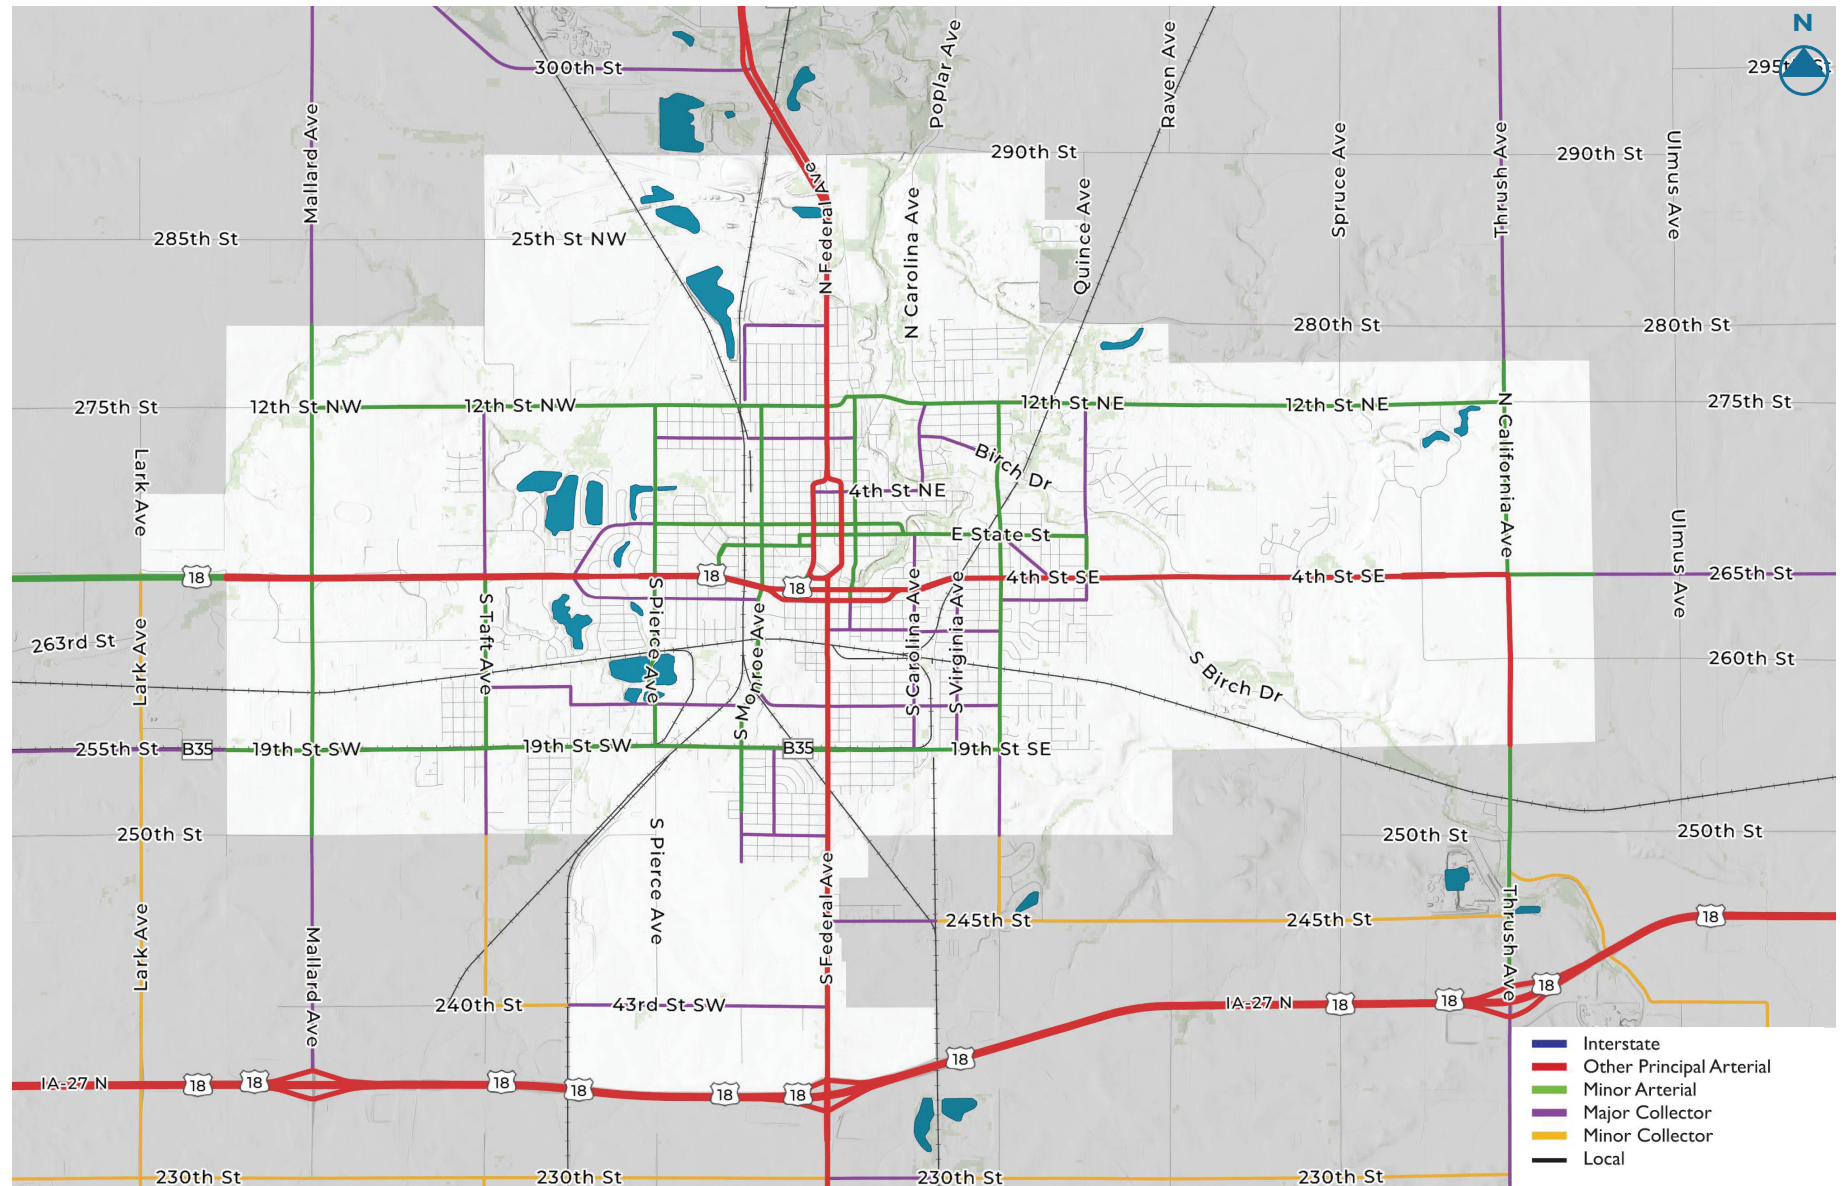 N
300th St
295th St
Mallard Ave
Poplar Ave
Raven Ave
290th St
Spruce Ave
Thrush Ave
290th St
Ulmnus Ave
N Federal Ave
N Carolina Ave
Quince Ave
285th St
25th St NW
280th St
280th St
275th St
12th St NW
12th St NW
12th St NE
12th St NE
275th St
Lark Ave
N California Ave
Birch Dr
4th St NE
E State St
Ulmus Ave
18
18
18
4th St SE
4th St SE
265th St
S Taft Ave
S Pierce Ave
S Monroe Ave
S Carolina Ave
S Virginia Ave
263rd St
Lark Ave
S Birch Dr
260th St
255th St
B35
19th St SW
19th St SW
B35
19th St SE
250th St
S Pierce Ave
250th St
250th St
S Federal Ave
Lark Ave
Mallard Ave
245th St
245th St
Thrush Ave
18
240th St
43rd St SW
IA-27 N
18
18
18
IA-27 N
18
18
18
18
18
18
18
230th St
230th St
230th St
230th St
Interstate
Other Principal Arterial
Minor Arterial
Major Collector
Minor Collector
Local